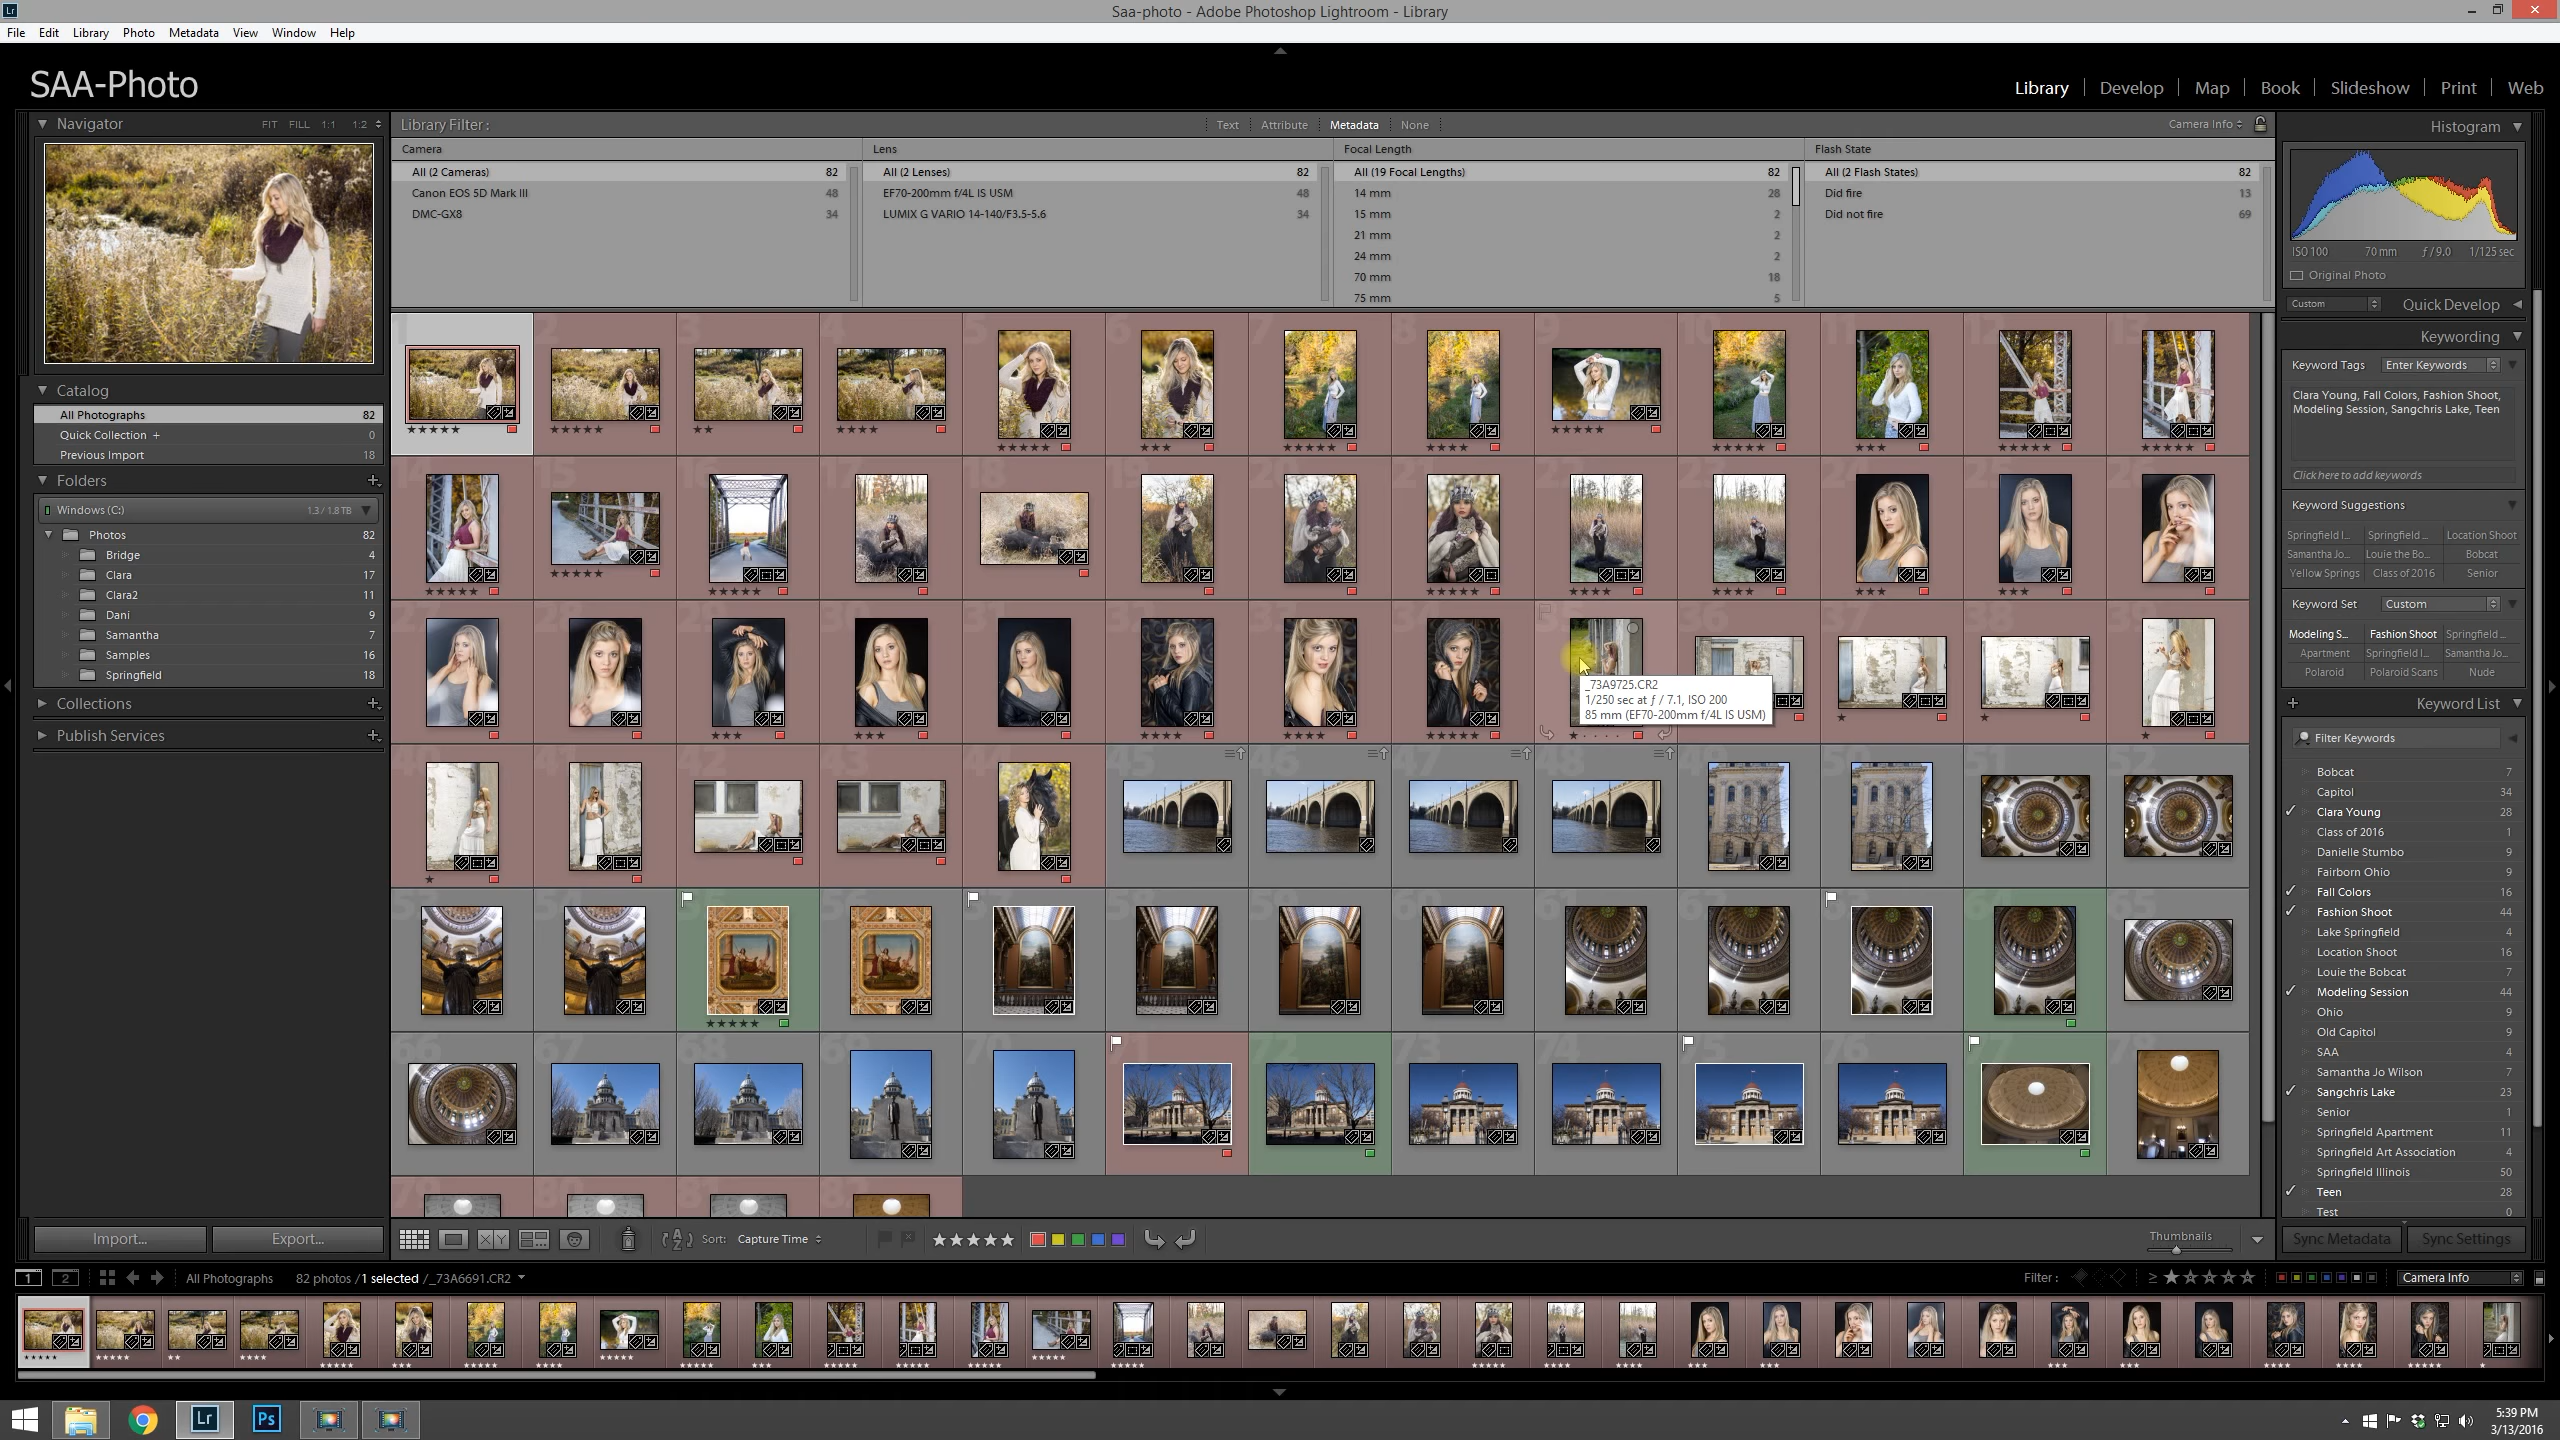 Lr
Saa-photo - Adobe Photoshop Lightroom - Library
File Edit Library Photo Metadata View Window Help
SAA-Photo
Library Develop Map Book Slideshow Print Web
Navigator FIT FILL 1:1 1:2
Library Filter : Text Attribute Metadata None Camera Info
Histogram
Camera Lens Focal Length Flash State
All (2 Cameras) 82 All (2 Lenses) 82 All (19 Focal Lengths) 82 All (2 Flash States) 82
Canon EOS 5D Mark III 48 EF70-200mm f/4L IS USM 48 14 mm 28 Did fire 13
DMC-GX8 34 LUMIX G VARIO 14-140/F3.5-5.6 34 15 mm 2 Did not fire 69
21 mm 2
24 mm 2
70 mm 18
75 mm 5
ISO 100 70 mm ƒ / 9.0 1/125 sec
Original Photo
Custom Quick Develop
Keywording
Keyword Tags Enter Keywords
Clara Young, Fall Colors, Fashion Shoot,
Modeling Session, Sangchris Lake, Teen
Click here to add keywords
Keyword Suggestions
Springfield I... Springfield ... Location Shoot
Samantha Jo... Louie the Bo... Bobcat
Yellow Springs Class of 2016 Senior
Keyword Set Custom
Modeling S... Fashion Shoot Springfield ...
Apartment Springfield I... Samantha Jo...
Polaroid Polaroid Scans Nude
Keyword List
Filter Keywords
Bobcat 7
Capitol 34
Clara Young 28
Class of 2016 1
Danielle Stumbo 9
Fairborn Ohio 9
Fall Colors 16
Fashion Shoot 44
Lake Springfield 4
Location Shoot 16
Louie the Bobcat 7
Modeling Session 44
Ohio 9
Old Capitol 9
SAA 4
Samantha Jo Wilson 7
Sangchris Lake 23
Senior 1
Springfield Apartment 11
Springfield Art Association 4
Springfield Illinois 50
Teen 28
Test 0
Catalog
All Photographs 82
Quick Collection + 0
Previous Import 18
Folders
Windows (C:) 1.3 / 1.8 TB
Photos 82
Bridge 4
Clara 17
Clara2 11
Dani 9
Samantha 7
Samples 16
Springfield 18
Collections
Publish Services
_73A9725.CR2
1/250 sec at ƒ / 7.1, ISO 200
85 mm (EF70-200mm f/4L IS USM)
Import... Export...
XY Sort: Capture Time Thumbnails
Sync Metadata Sync Settings
1 2 All Photographs 82 photos / 1 selected / _73A6691.CR2 Filter : Camera Info
Lr Ps
5:39 PM
3/13/2016